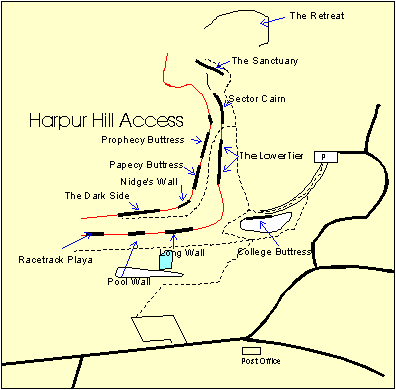 The Retreat
The Sanctuary
Sector Cairn
Harpur Hill Access
Prophecy Buttress
The Lower Tier
P
Papecy Buttress
Nidge's Wall
The Dark Side
Racetrack Playa
Long Wall
College Buttress
Pool Wall
Post Office